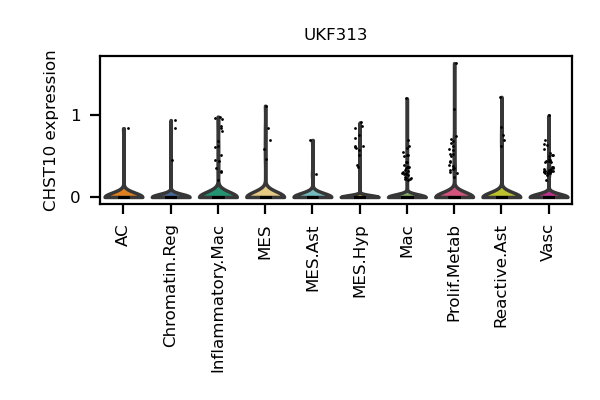 UKF313
CHST10 expression
1
0
AC
Chromatin.Reg
Inflammatory.Mac
MES
MES.Ast
MES.Hyp
Mac
Prolif.Metab
Reactive.Ast
Vasc